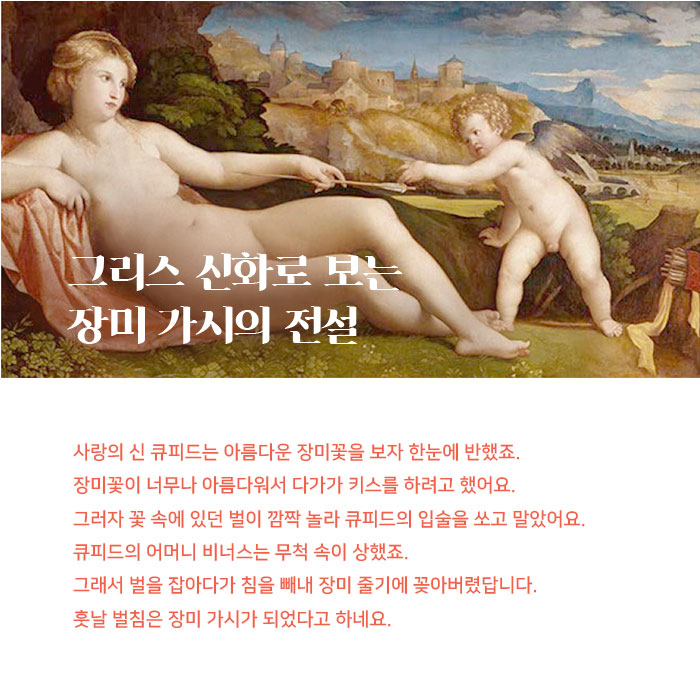 그리스 신화로 보는
장미 가시의 전설
사랑의 신 큐피드는 아름다운 장미꽃을 보자 한눈에 반했죠.
장미꽃이 너무나 아름다워서 다가가 키스를 하려고 했어요.
그러자 꽃 속에 있던 벌이 깜짝 놀라 큐피드의 입술을 쏘고 말았어요.
큐피드의 어머니 비너스는 무척 속이 상했죠.
그래서 벌을 잡아다가 침을 빼내 장미 줄기에 꽂아버렸답니다.
훗날 벌침은 장미 가시가 되었다고 하네요.